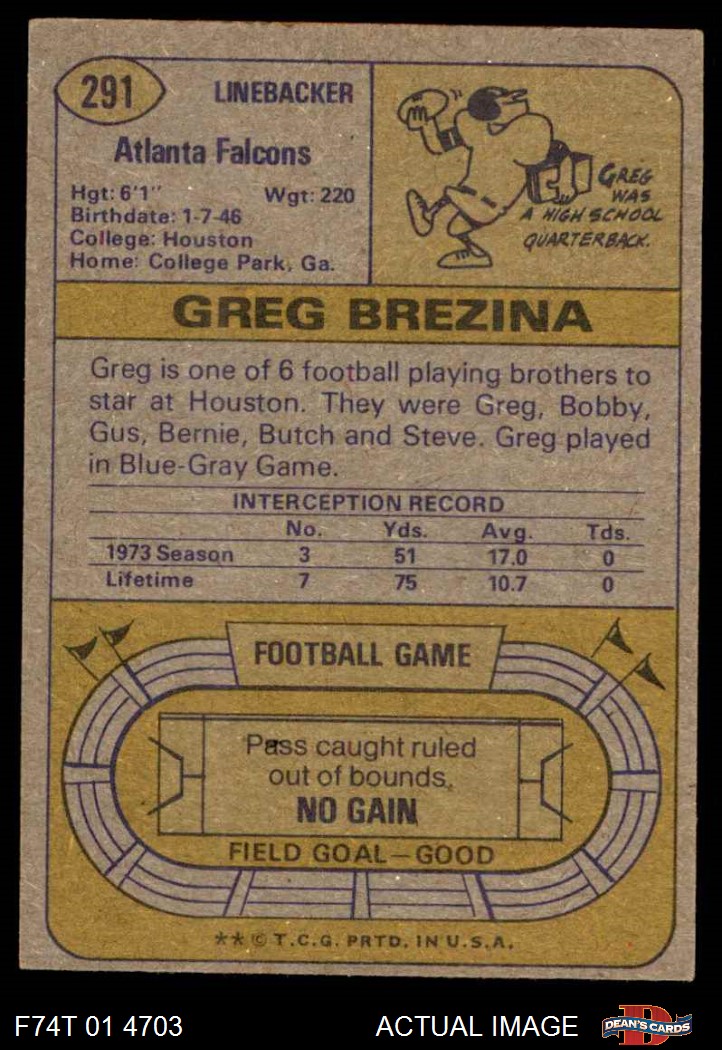 291
LINEBACKER
Atlanta Falcons
Hgt: 6'1" Wgt: 220
Birthdate: 1-7-46
College: Houston
Home: College Park, Ga.
GREG
WAS
A HIGH SCHOOL
QUARTERBACK.
GREG BREZINA
Greg is one of 6 football playing brothers to
star at Houston. They were Greg, Bobby,
Gus, Bernie, Butch and Steve. Greg played
in Blue-Gray Game.
INTERCEPTION RECORD
No. Yds. Avg. Tds.
1973 Season 3 51 17.0 0
Lifetime 7 75 10.7 0
FOOTBALL GAME
Pass caught ruled
out of bounds,
NO GAIN
FIELD GOAL—GOOD
**© T.C.G. PRTD. IN U.S.A.
F74T 01 4703 ACTUAL IMAGE
D
DEAN'S CARDS